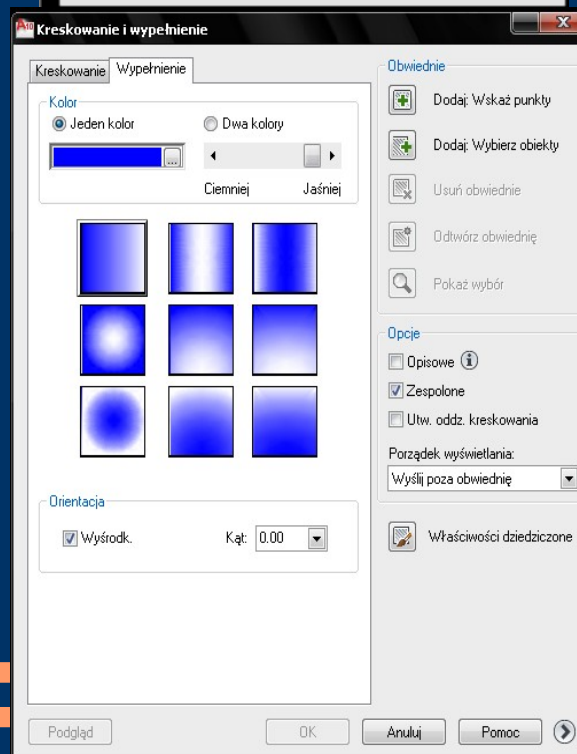 Kreskowanie i wypełnienie
Kreskowanie Wypełnienie
Kolor
Jeden kolor
Dwa kolory
Ciemniej Jaśniej
Orientacja
Wyśrodk.
Kąt: 0.00
Podgląd
Obwiednie
Dodaj: Wskaż punkty
Dodaj: Wybierz obiekty
Usuń obwiednie
Odtwórz obwiednię
Pokaż wybór
Opcje
Opisowe
Zespolone
Utw. oddz. kreskowania
Porządek wyświetlania:
Wyślij poza obwiednię
Właściwości dziedziczone
OK
Anuluj
Pomoc